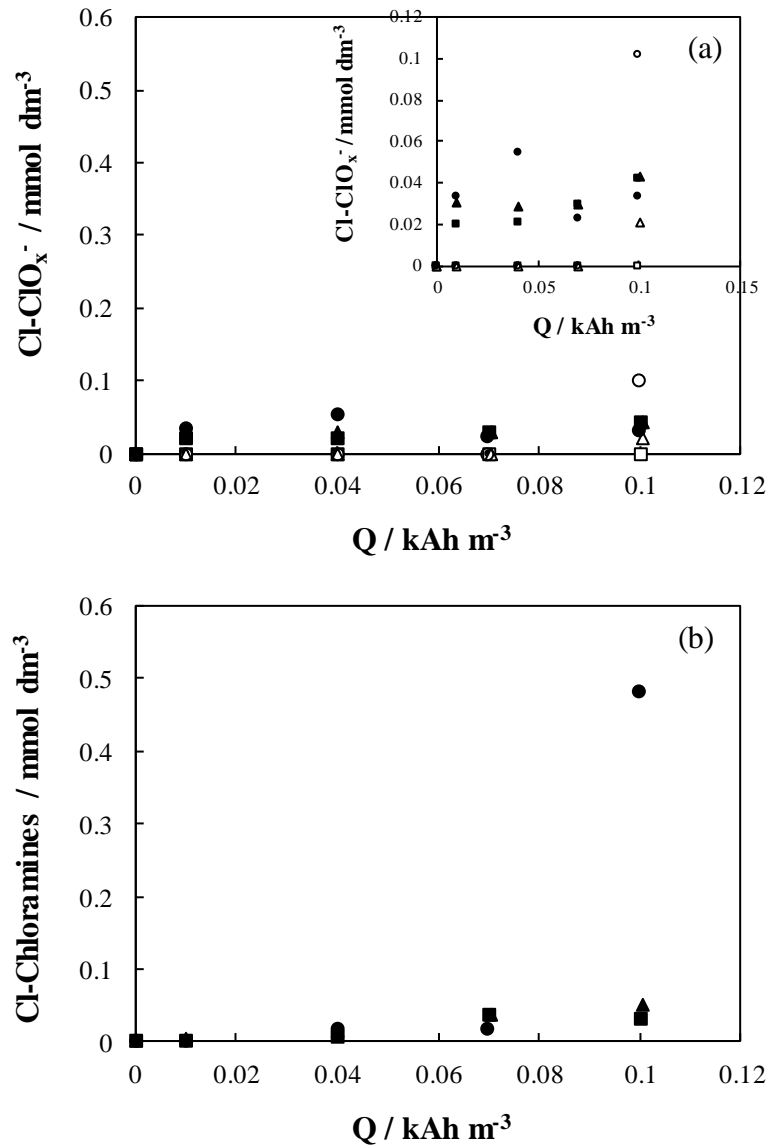 (a)
Cl-ClOₓ⁻ / mmol dm⁻³
0.6
0.5
0.4
0.3
0.2
0.1
0
0 0.02 0.04 0.06 0.08 0.1 0.12
Q / kAh m⁻³
Cl-ClOₓ⁻ / mmol dm⁻³
0.12
0.1
0.08
0.06
0.04
0.02
0
0 0.05 0.1 0.15
Q / kAh m⁻³
(b)
Cl-Chloramines / mmol dm⁻³
0.6
0.5
0.4
0.3
0.2
0.1
0
0 0.02 0.04 0.06 0.08 0.1 0.12
Q / kAh m⁻³